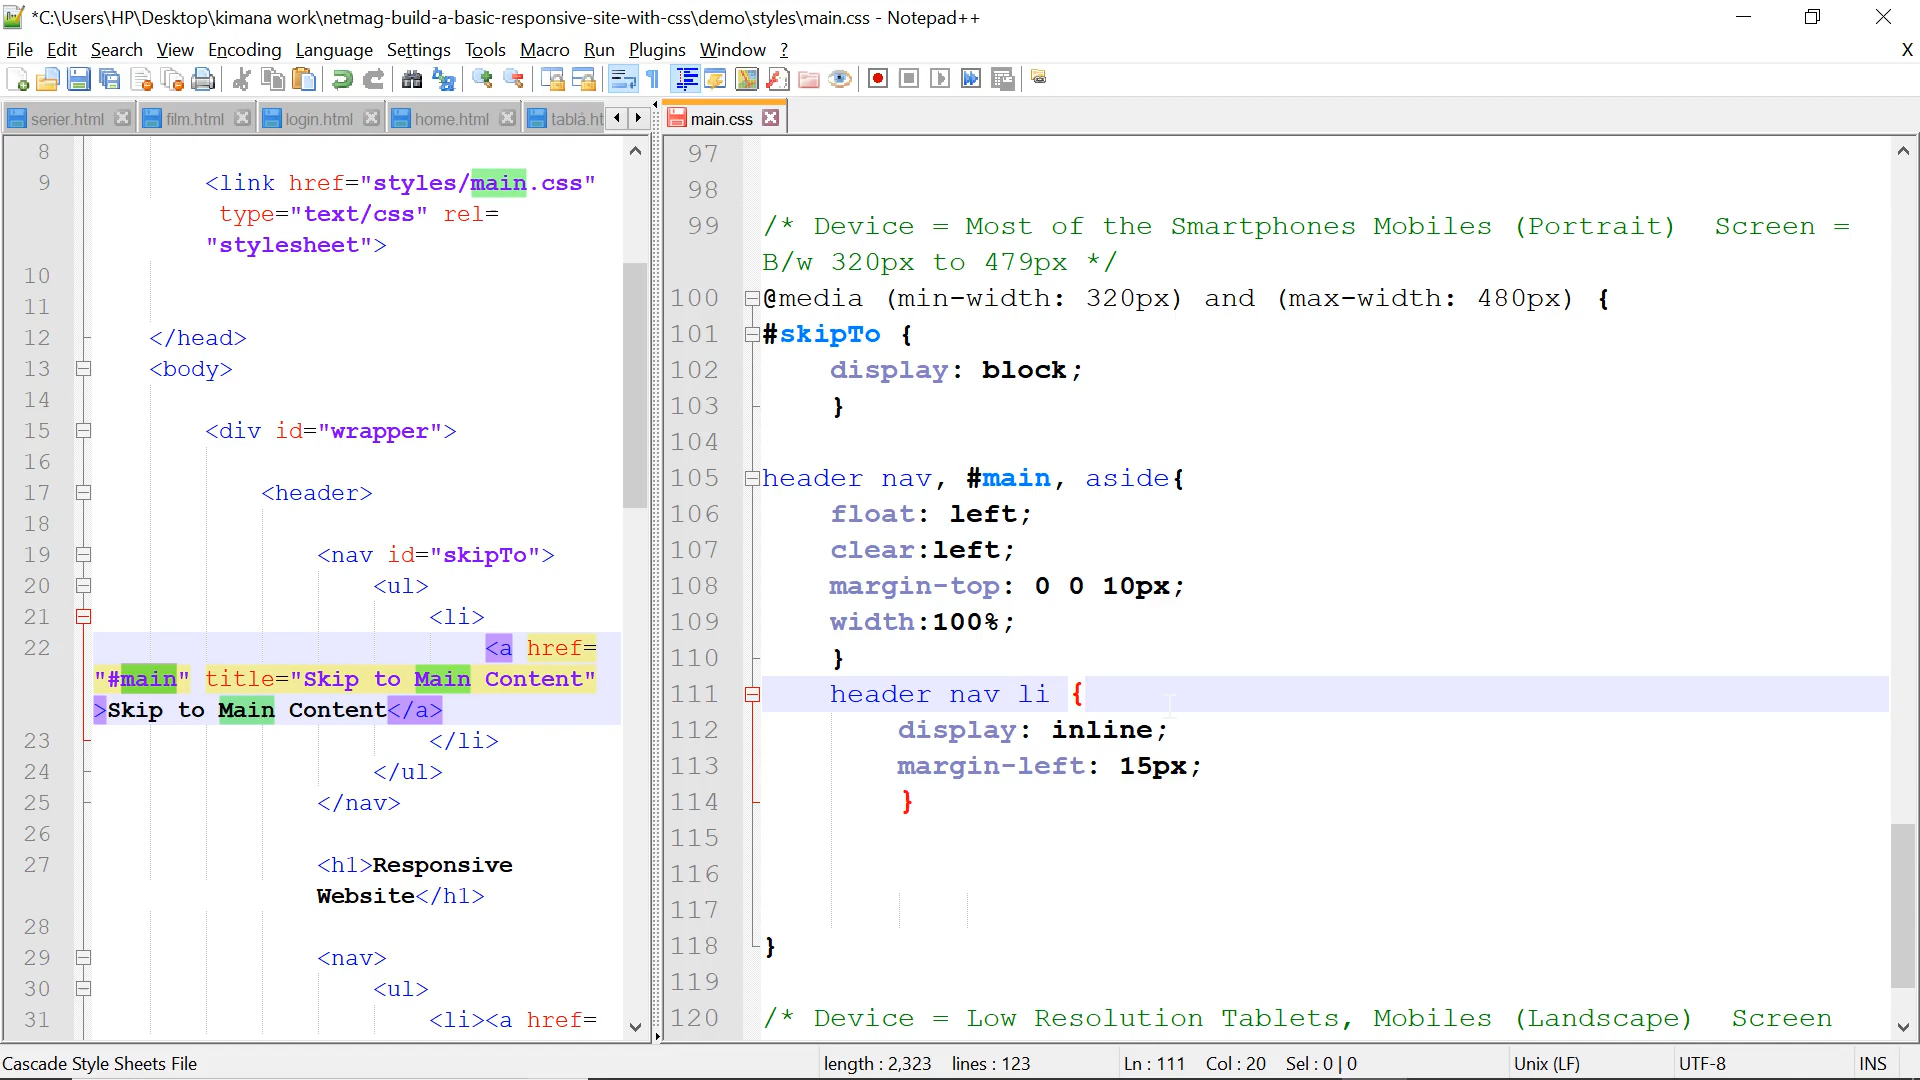 *C:\Users\HP\Desktop\kimana work\netmag-build-a-basic-responsive-site-with-css\demo\styles\main.css - Notepad++
File Edit Search View Encoding Language Settings Tools Macro Run Plugins Window ? X
serier.html film.html login.html home.html tablå.ht
8
9 <link href="styles/main.css"
type="text/css" rel=
"stylesheet">
10
11
12 </head>
13 <body>
14
15 <div id="wrapper">
16
17 <header>
18
19 <nav id="skipTo">
20 <ul>
21 <li>
22 <a href=
"#main" title="Skip to Main Content"
>Skip to Main Content</a>
23 </li>
24 </ul>
25 </nav>
26
27 <h1>Responsive
Website</h1>
28
29 <nav>
30 <ul>
31 <li><a href=
main.css
97
98
99 /* Device = Most of the Smartphones Mobiles (Portrait) Screen =
B/w 320px to 479px */
100 @media (min-width: 320px) and (max-width: 480px) {
101 #skipTo {
102 display: block;
103 }
104
105 header nav, #main, aside{
106 float: left;
107 clear:left;
108 margin-top: 0 0 10px;
109 width:100%;
110 }
111 header nav li {
112 display: inline;
113 margin-left: 15px;
114 }
115
116
117
118 }
119
120 /* Device = Low Resolution Tablets, Mobiles (Landscape) Screen
Cascade Style Sheets File length : 2,323 lines : 123 Ln : 111 Col : 20 Sel : 0 | 0 Unix (LF) UTF-8 INS